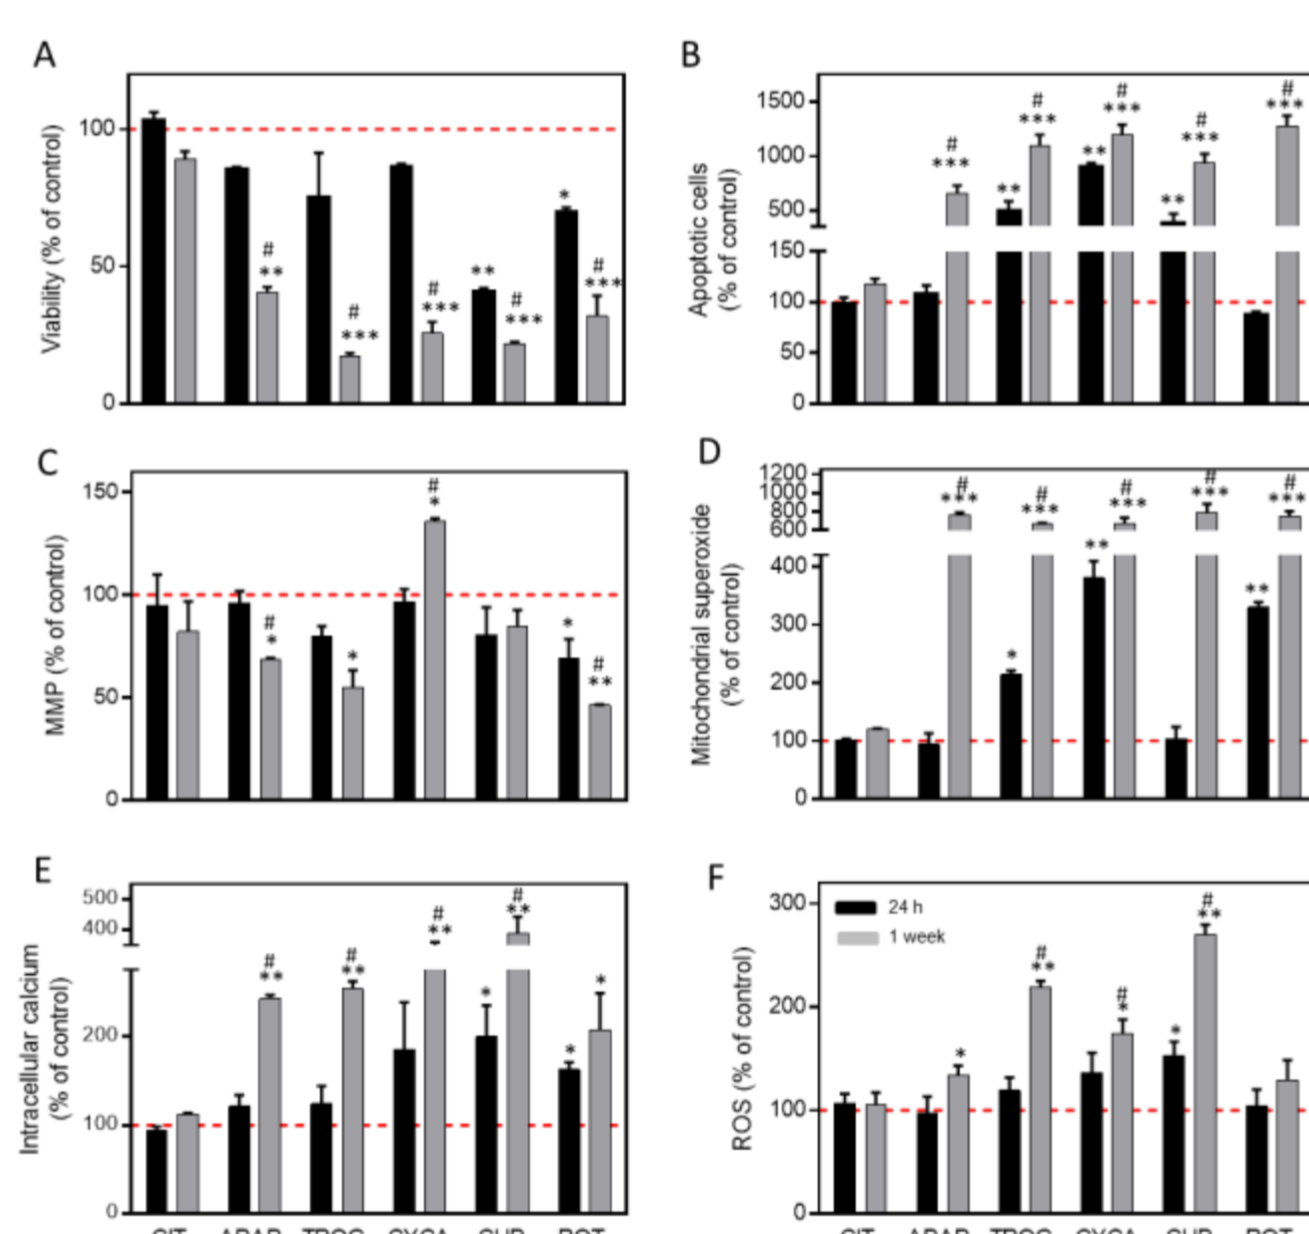 A
Viability (% of control)
100
50
0
# **
# ***
# ***
** # ***
* # ***
B
Apoptotic cells
(% of control)
1500
1000
500
150
100
50
0
# ***
** # ***
** # ***
** # ***
# ***
C
MMP (% of control)
150
100
50
0
# *
*
# *
* # **
D
Mitochondrial superoxide
(% of control)
1200
1000
800
600
400
300
200
100
0
# ***
* # ***
** # ***
# ***
** # ***
E
Intracellular calcium
(% of control)
500
400
200
100
0
# **
# **
# **
* # **
* *
F
ROS (% of control)
300
200
100
0
24 h
1 week
*
# **
# *
* # **